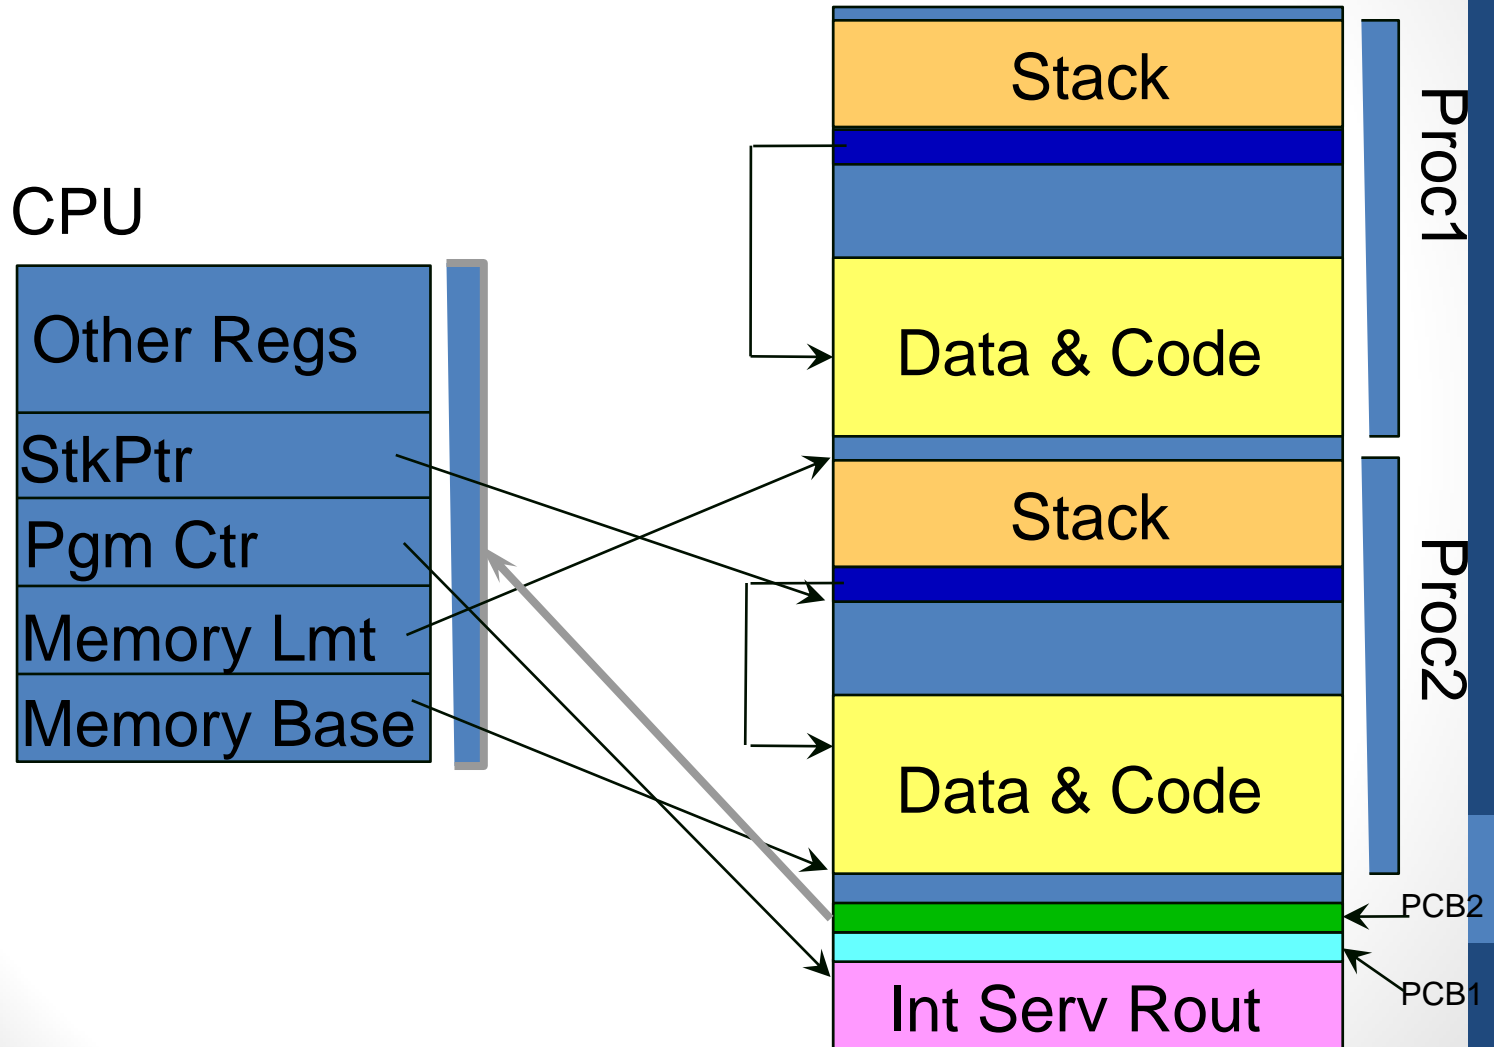 CPU
Other Regs
StkPtr
Pgm Ctr
Memory Lmt
Memory Base
Stack
Data & Code
Proc1
Stack
Data & Code
Proc2
PCB2
PCB1
Int Serv Rout